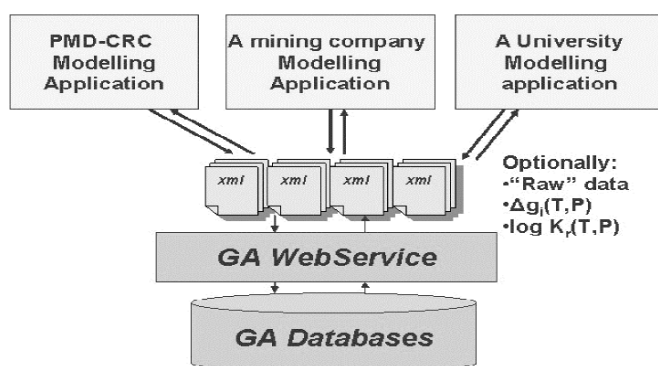 PMD-CRC
Modelling
Application
A mining company
Modelling
Application
A University
Modelling
application
xml
xml
xml
xml
Optionally:
•“Raw” data
•Δgᵢ(T,P)
•log Kᵣ(T,P)
GA WebService
GA Databases